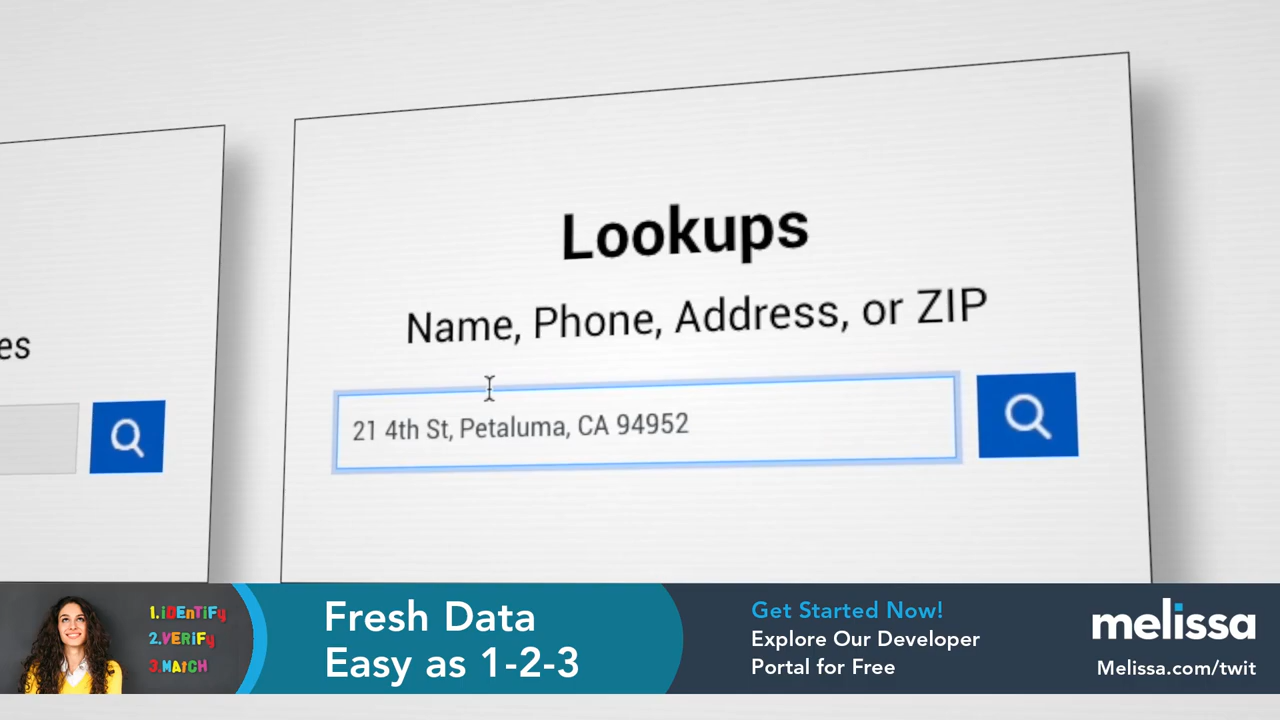 es
Lookups
Name, Phone, Address, or ZIP
21 4th St, Petaluma, CA 94952
1.iDEnTiFy
2.VERiFy
3.MAtCH
Fresh Data
Easy as 1-2-3
Get Started Now!
Explore Our Developer
Portal for Free
melissa
Melissa.com/twit